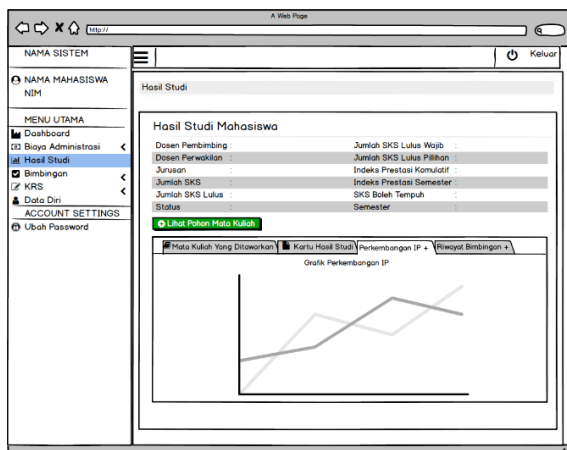 A Web Page
http://
NAMA SISTEM
Keluar
NAMA MAHASISWA
NIM
MENU UTAMA
Dashboard
Biaya Administrasi
Hasil Studi
Bimbingan
KRS
Data Diri
ACCOUNT SETTINGS
Ubah Password
Hasil Studi
Hasil Studi Mahasiswa
Dosen Pembimbing : Jumlah SKS Lulus Wajib :
Dosen Perwakilan : Jumlah SKS Lulus Pilihan :
Jurusan : Indeks Prestasi Komulatif :
Jumlah SKS : Indeks Prestasi Semester :
Jumlah SKS Lulus : SKS Boleh Tempuh :
Status : Semester :
Lihat Pohon Mata Kuliah
Mata Kuliah Yang Ditawarkan Kartu Hasil Studi Perkembangan IP + Riwayat Bimbingan +
Grafik Perkembangan IP